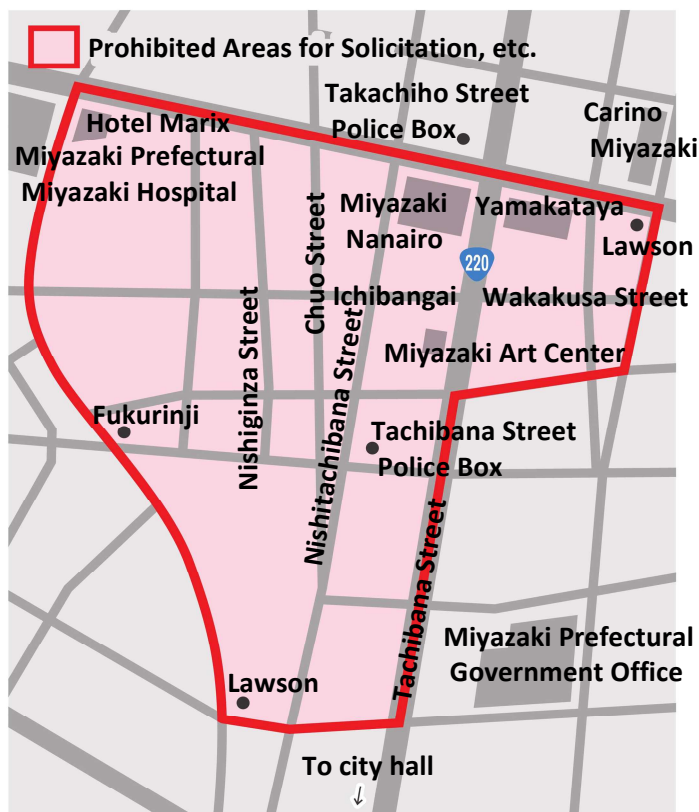 Prohibited Areas for Solicitation, etc.
Takachiho Street
Police Box
Carino
Miyazaki
Hotel Marix
Miyazaki Prefectural
Miyazaki Hospital
Miyazaki
Nanairo
Yamakataya
Lawson
220
Chuo Street
Ichibangai
Wakakusa Street
Nishiginza Street
Nishitachibana Street
Miyazaki Art Center
Fukurinji
Tachibana Street
Police Box
Tachibana Street
Miyazaki Prefectural
Government Office
Lawson
To city hall
↓